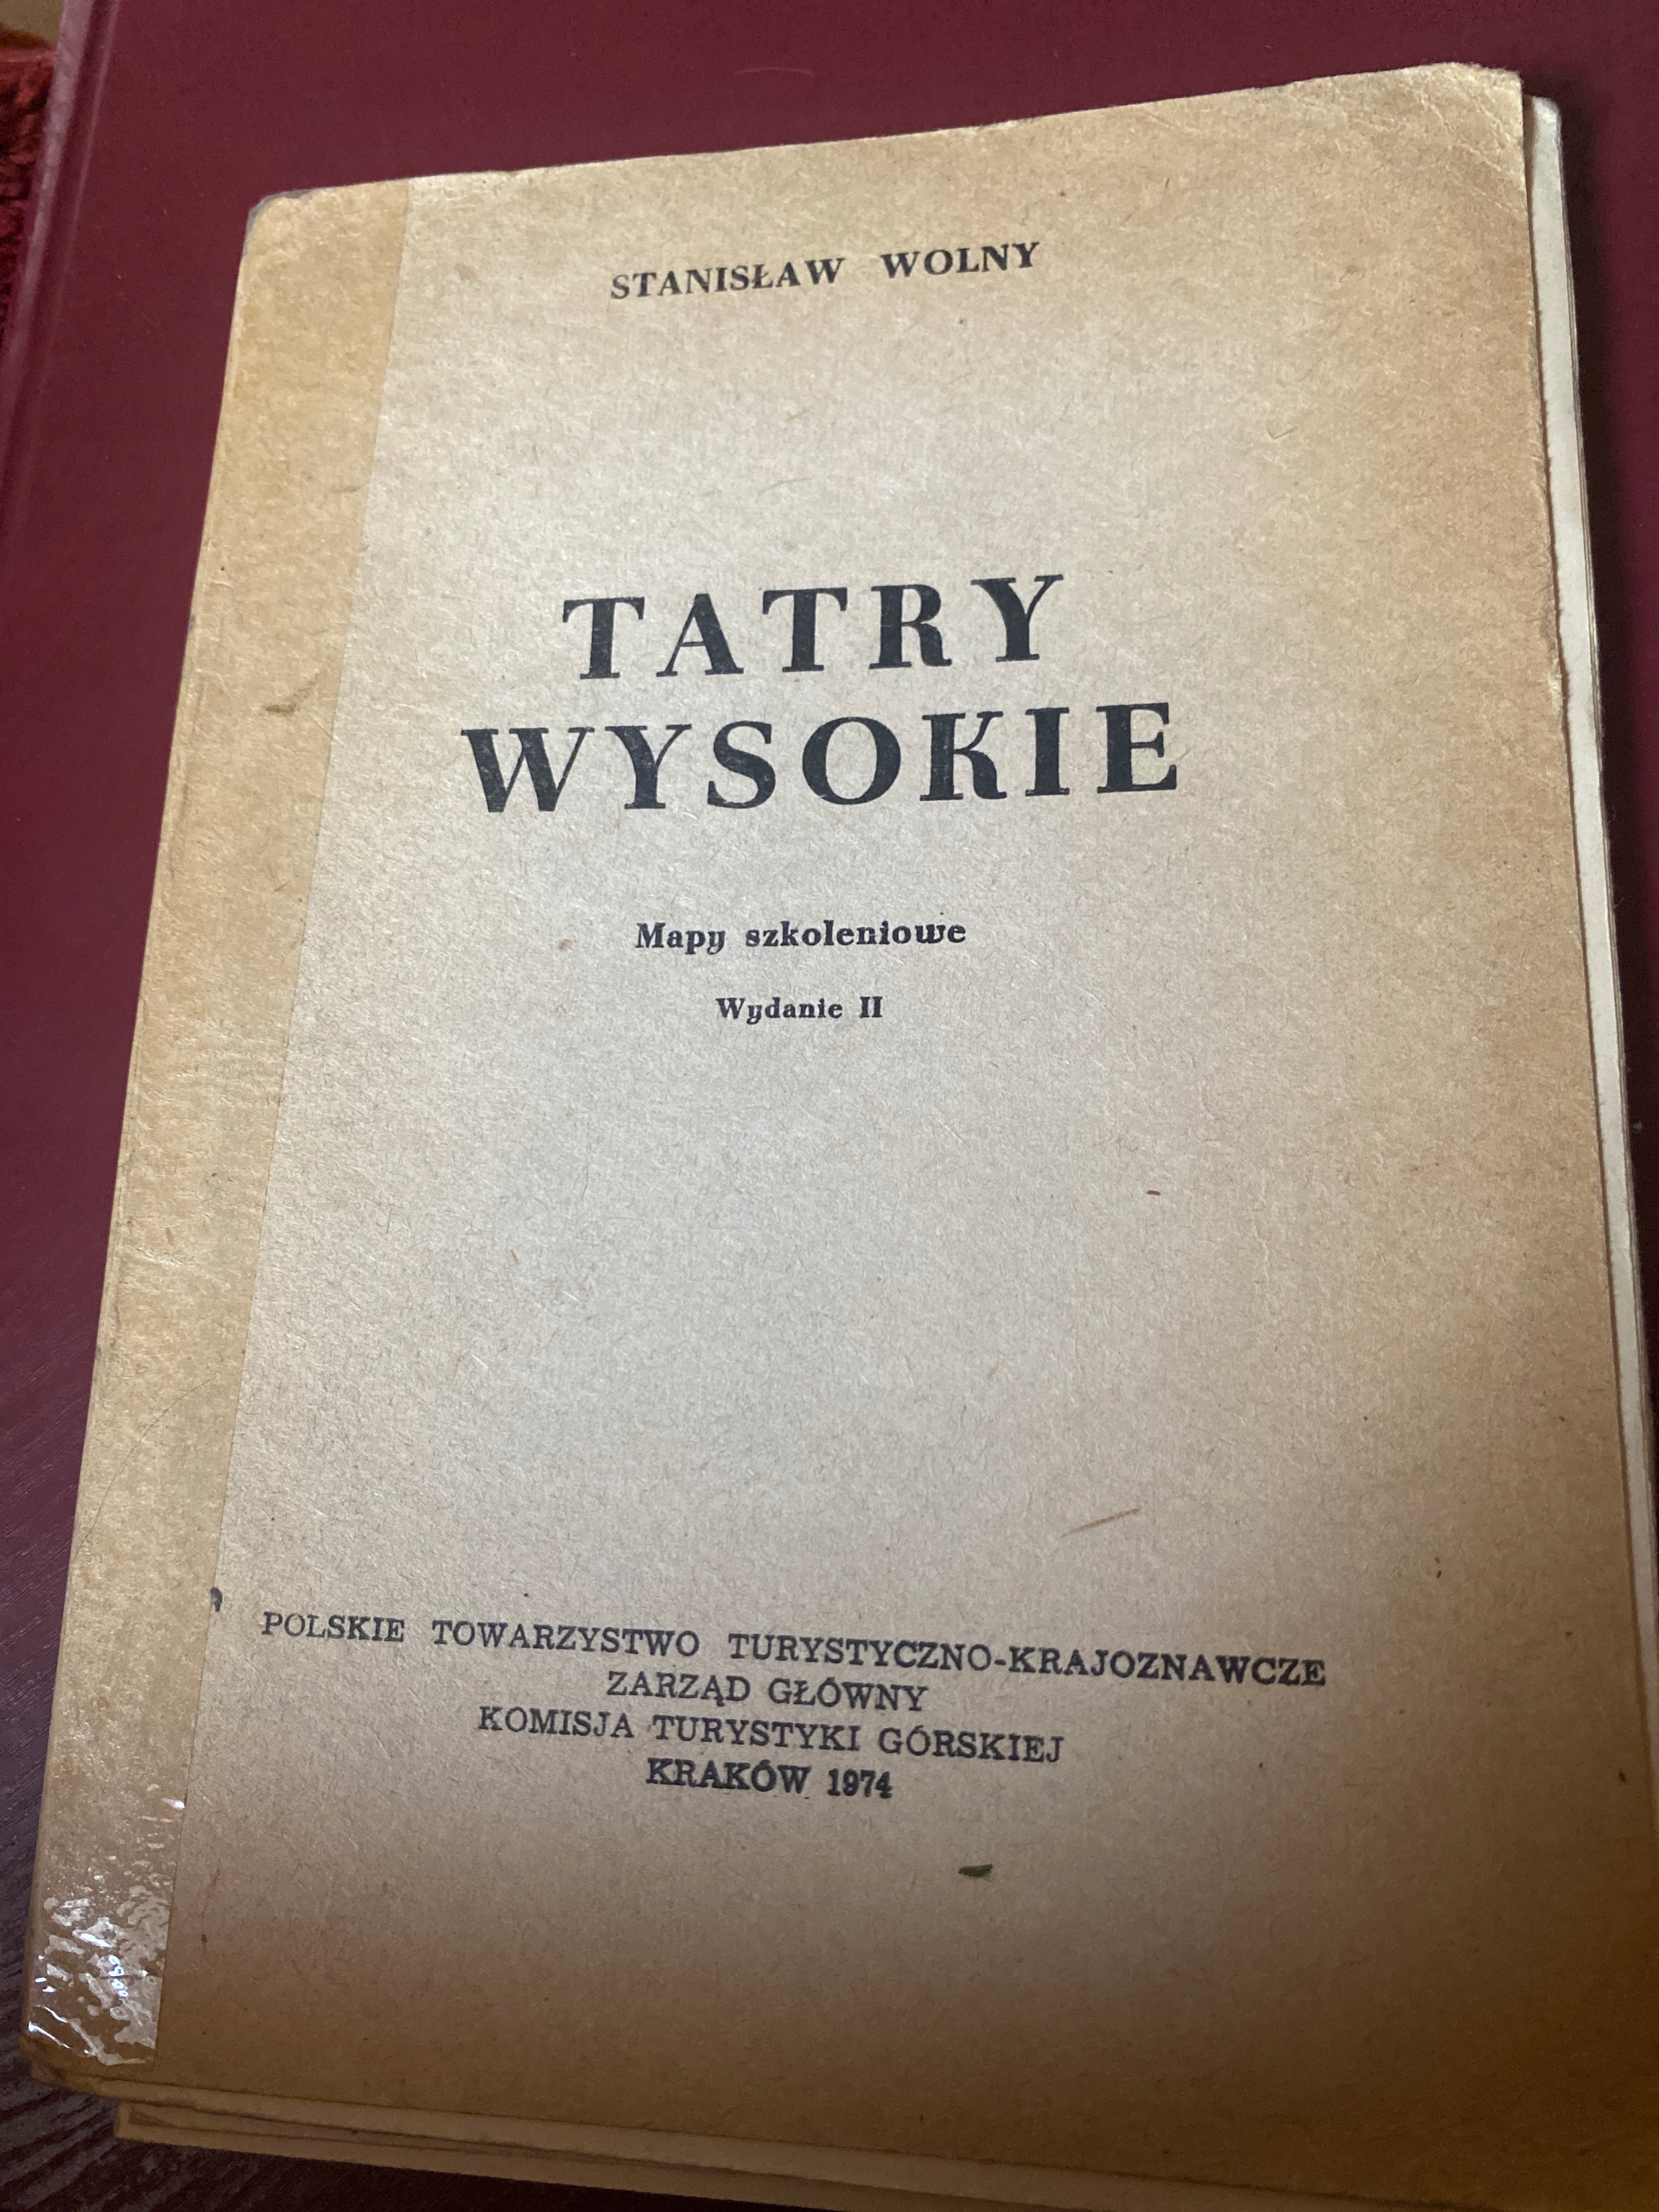 STANISŁAW WOLNY
TATRY
WYSOKIE
Mapy szkoleniowe
Wydanie II
POLSKIE TOWARZYSTWO TURYSTYCZNO-KRAJOZNAWCZE
ZARZĄD GŁÓWNY
KOMISJA TURYSTYKI GÓRSKIEJ
KRAKÓW 1974